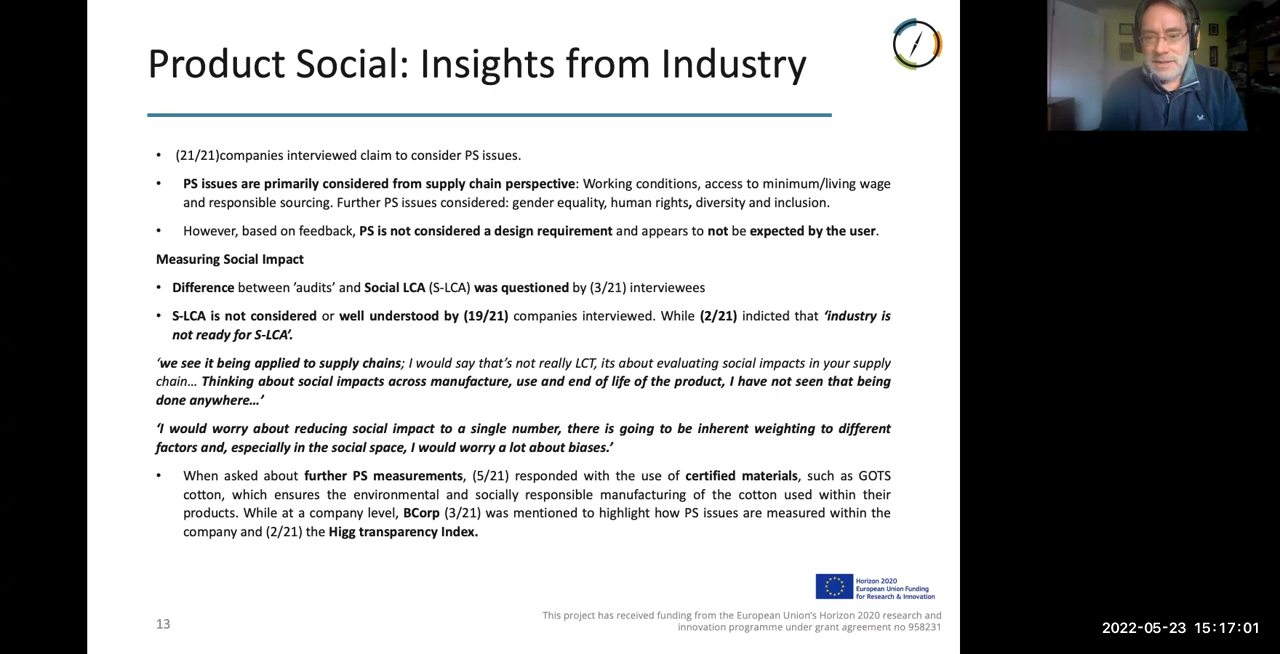 Product Social: Insights from Industry
• (21/21)companies interviewed claim to consider PS issues.
• PS issues are primarily considered from supply chain perspective: Working conditions, access to minimum/living wage
and responsible sourcing. Further PS issues considered: gender equality, human rights, diversity and inclusion.
• However, based on feedback, PS is not considered a design requirement and appears to not be expected by the user.
Measuring Social Impact
• Difference between ’audits’ and Social LCA (S-LCA) was questioned by (3/21) interviewees
• S-LCA is not considered or well understood by (19/21) companies interviewed. While (2/21) indicted that ‘industry is
not ready for S-LCA’.
‘we see it being applied to supply chains; I would say that’s not really LCT, its about evaluating social impacts in your supply
chain… Thinking about social impacts across manufacture, use and end of life of the product, I have not seen that being
done anywhere…’
‘I would worry about reducing social impact to a single number, there is going to be inherent weighting to different
factors and, especially in the social space, I would worry a lot about biases.’
• When asked about further PS measurements, (5/21) responded with the use of certified materials, such as GOTS
cotton, which ensures the environmental and socially responsible manufacturing of the cotton used within their
products. While at a company level, BCorp (3/21) was mentioned to highlight how PS issues are measured within the
company and (2/21) the Higg transparency Index.
Horizon 2020
European Union Funding
for Research & Innovation
This project has received funding from the European Union’s Horizon 2020 research and
innovation programme under grant agreement no 958231
13
2022-05-23 15:17:01